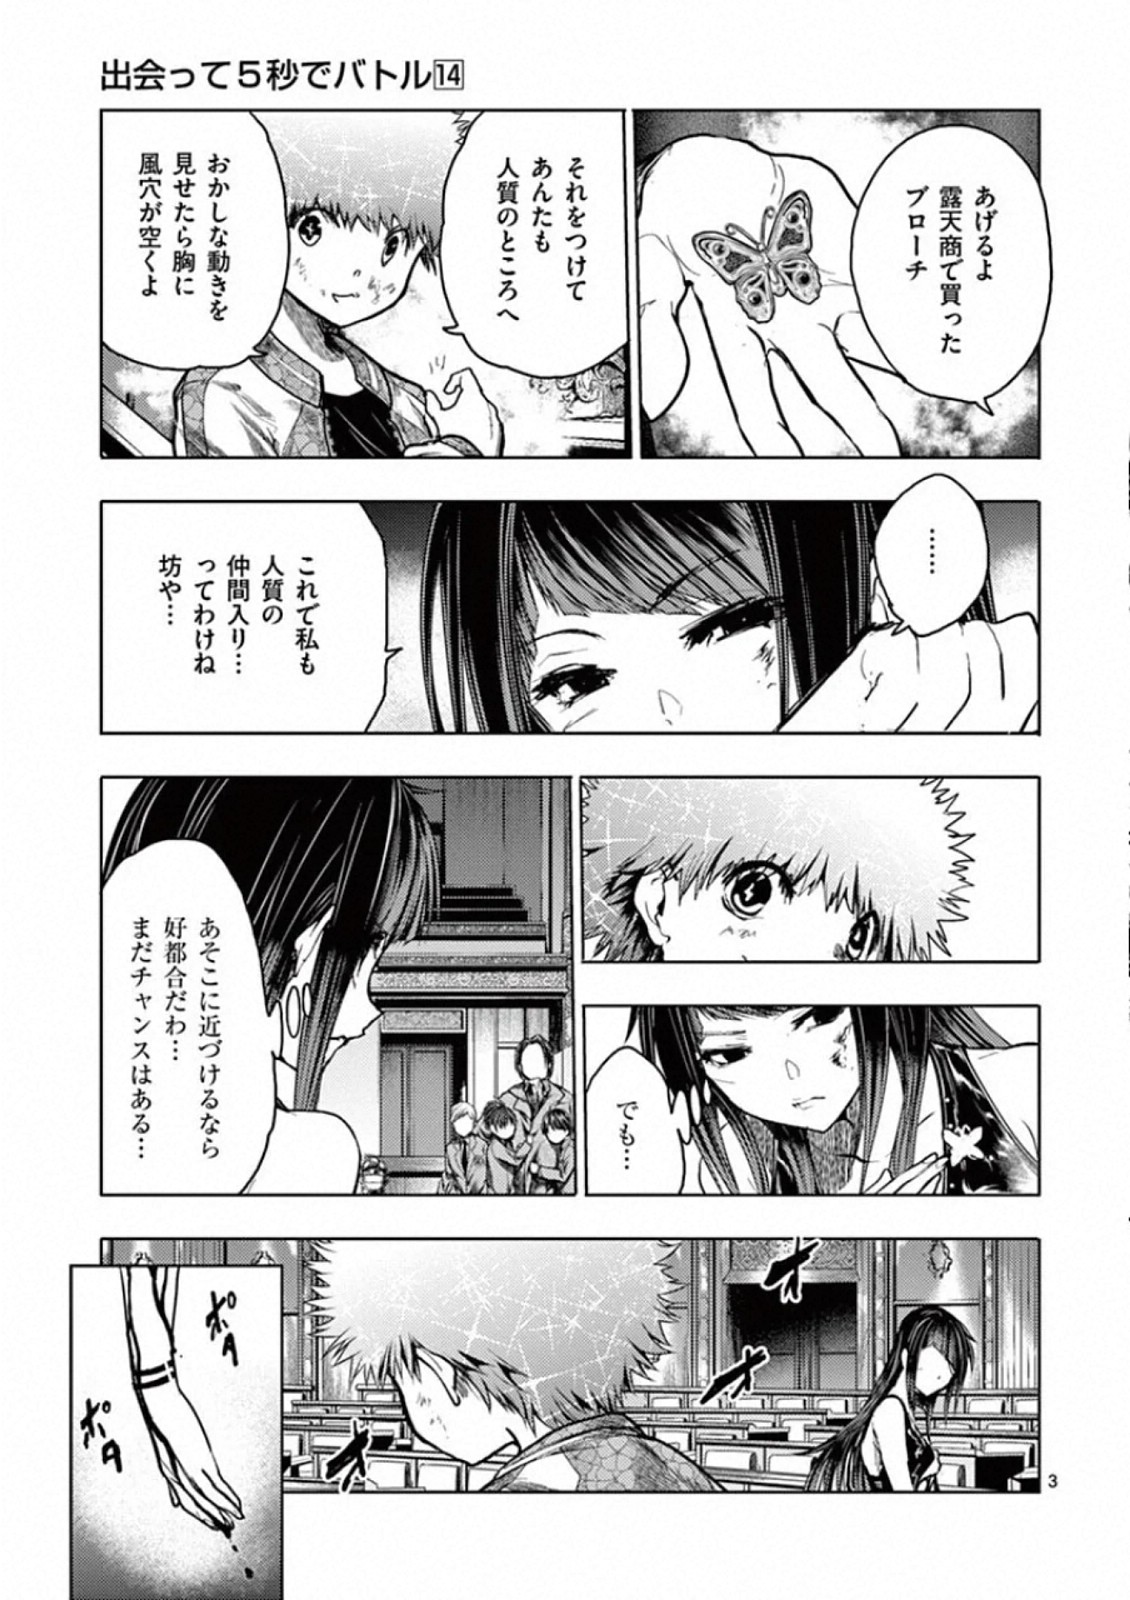 出会って5秒でバトル14
あげるよ
露天商で買った
ブローチ
それをつけて
あんたも
人質のところへ
おかしな動きを
見せたら胸に
風穴が空くよ
……
これで私も
人質の
仲間入り…
ってわけね
坊や…
でも…
あそこに近づけるなら
好都合だわ…
まだチャンスはある…
オ
オ
オ
ポタ
ポタ
3